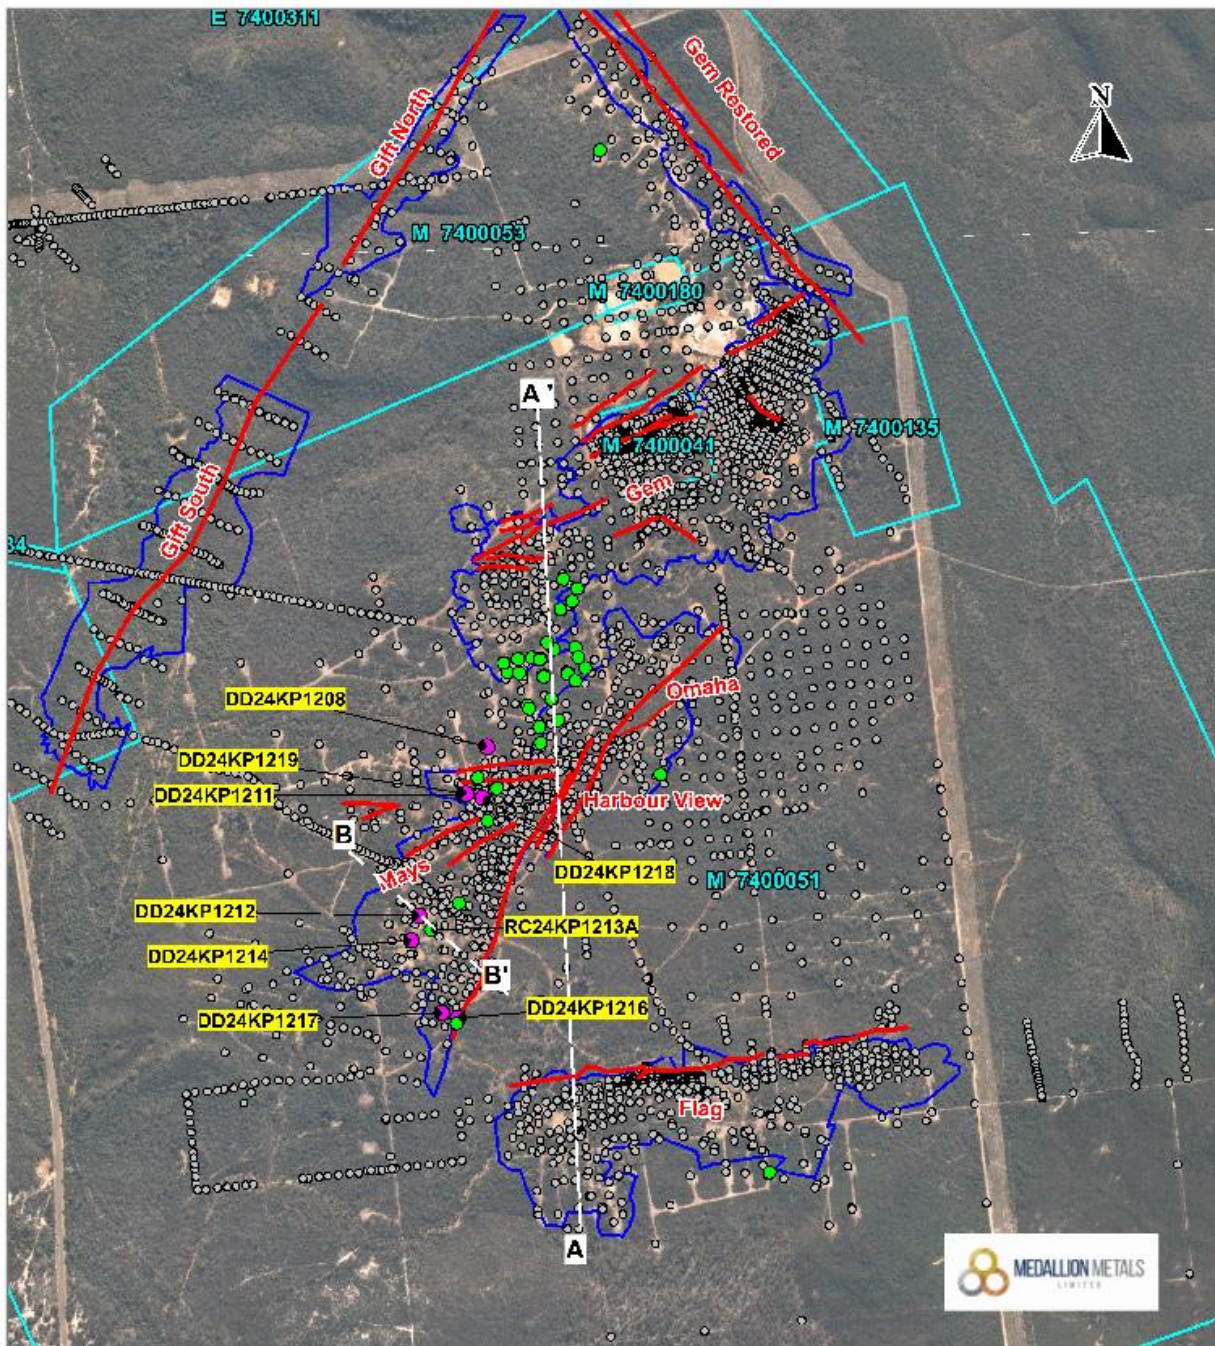 E 7400311
Gem Restored
N
Gift North
M 7400053
M 7400180
A'
M 7400135
M 7400041
Gem
Gift South
84
Omaha
DD24KP1208
DD24KP1219
DD24KP1211
Harbour View
B
Mays
DD24KP1218
M 7400051
DD24KP1212
RC24KP1213A
DD24KP1214
B'
DD24KP1217
DD24KP1216
Flag
A
MEDALLION METALS
LIMITED